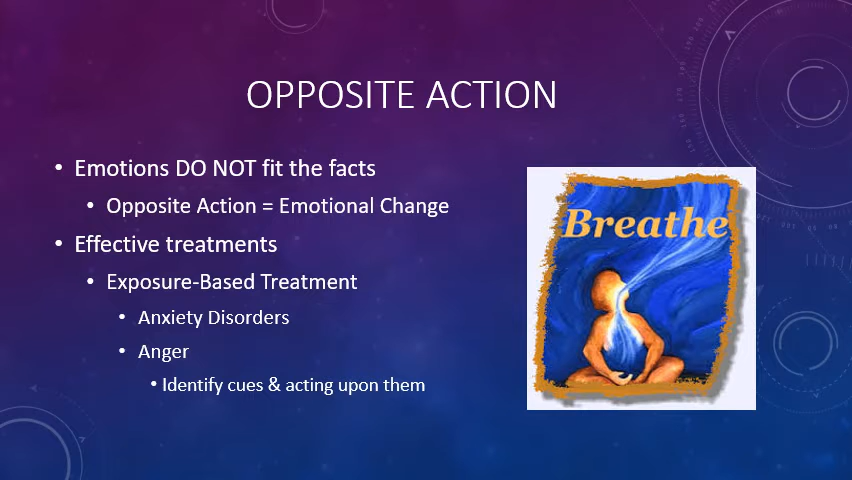 OPPOSITE ACTION
• Emotions DO NOT fit the facts
• Opposite Action = Emotional Change
• Effective treatments
• Exposure-Based Treatment
• Anxiety Disorders
• Anger
• Identify cues & acting upon them
Breathe